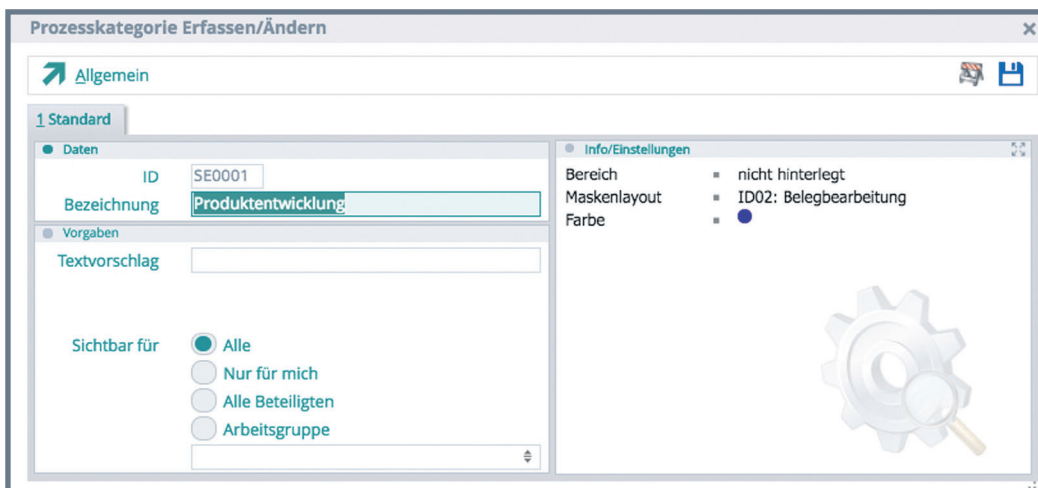 Prozesskategorie Erfassen/Ändern
Allgemein
1 Standard
Daten
ID SE0001
Bezeichnung Produktentwicklung
Vorgaben
Textvorschlag
Sichtbar für Alle
Nur für mich
Alle Beteiligten
Arbeitsgruppe
Info/Einstellungen
Bereich nicht hinterlegt
Maskenlayout ID02: Belegbearbeitung
Farbe